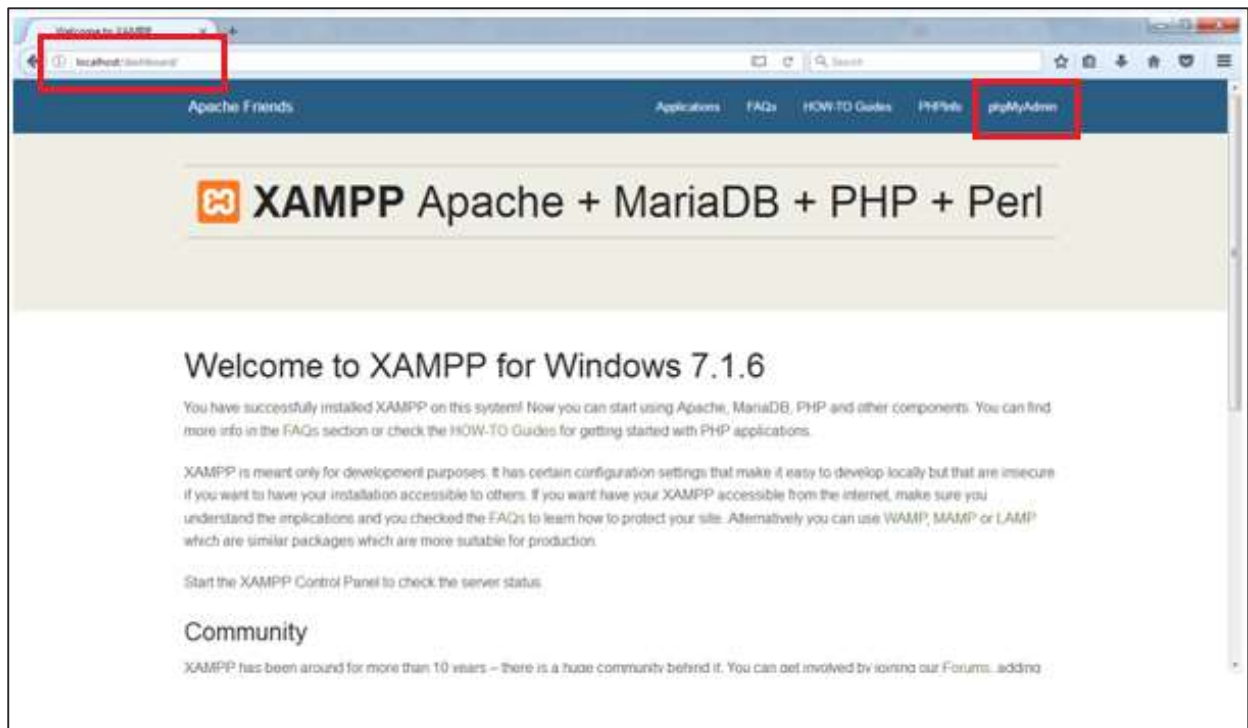 Welcome to XAMPP
localhost/dashboard/
Search
Apache Friends
Applications FAQs HOW-TO Guides PHPInfo phpMyAdmin
XAMPP Apache + MariaDB + PHP + Perl
Welcome to XAMPP for Windows 7.1.6
You have successfully installed XAMPP on this system! Now you can start using Apache, MariaDB, PHP and other components. You can find
more info in the FAQs section or check the HOW-TO Guides for getting started with PHP applications.
XAMPP is meant only for development purposes. It has certain configuration settings that make it easy to develop locally but that are insecure
if you want to have your installation accessible to others. If you want have your XAMPP accessible from the internet, make sure you
understand the implications and you checked the FAQs to learn how to protect your site. Alternatively you can use WAMP, MAMP or LAMP
which are similar packages which are more suitable for production.
Start the XAMPP Control Panel to check the server status.
Community
XAMPP has been around for more than 10 years – there is a huge community behind it. You can get involved by joining our Forums, adding